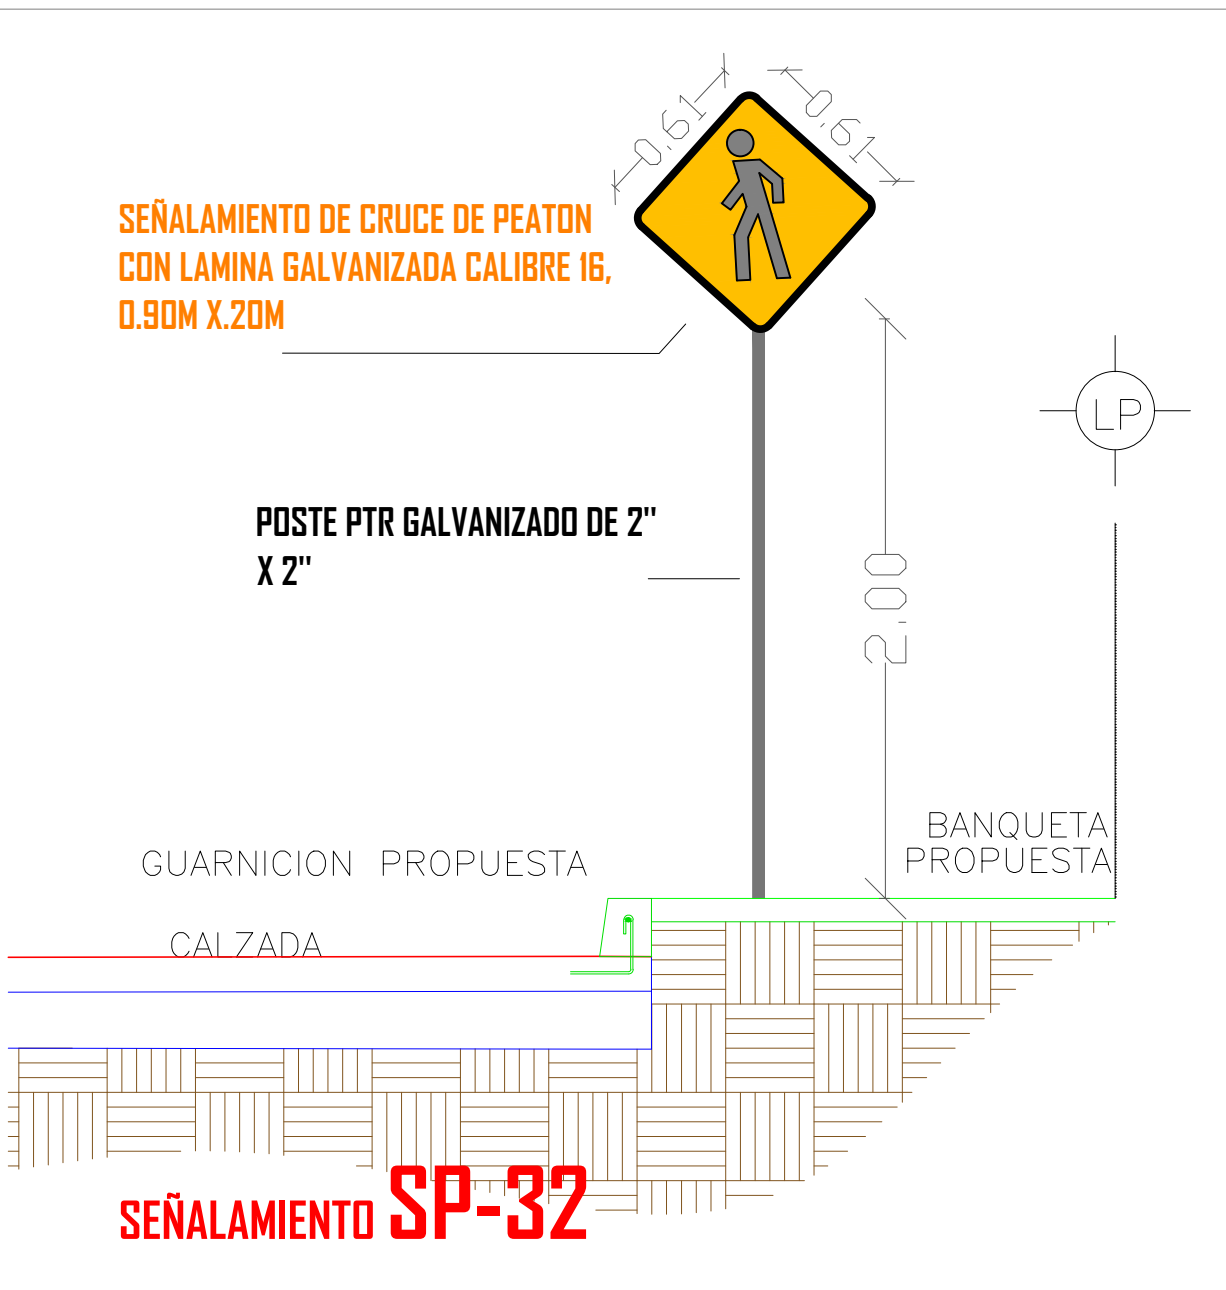 0.61
0.61
SEÑALAMIENTO DE CRUCE DE PEATON
CON LAMINA GALVANIZADA CALIBRE 16,
0.90M X.20M
LP
POSTE PTR GALVANIZADO DE 2"
X 2"
2.00
BANQUETA
PROPUESTA
GUARNICION PROPUESTA
CALZADA
SEÑALAMIENTO SP-32